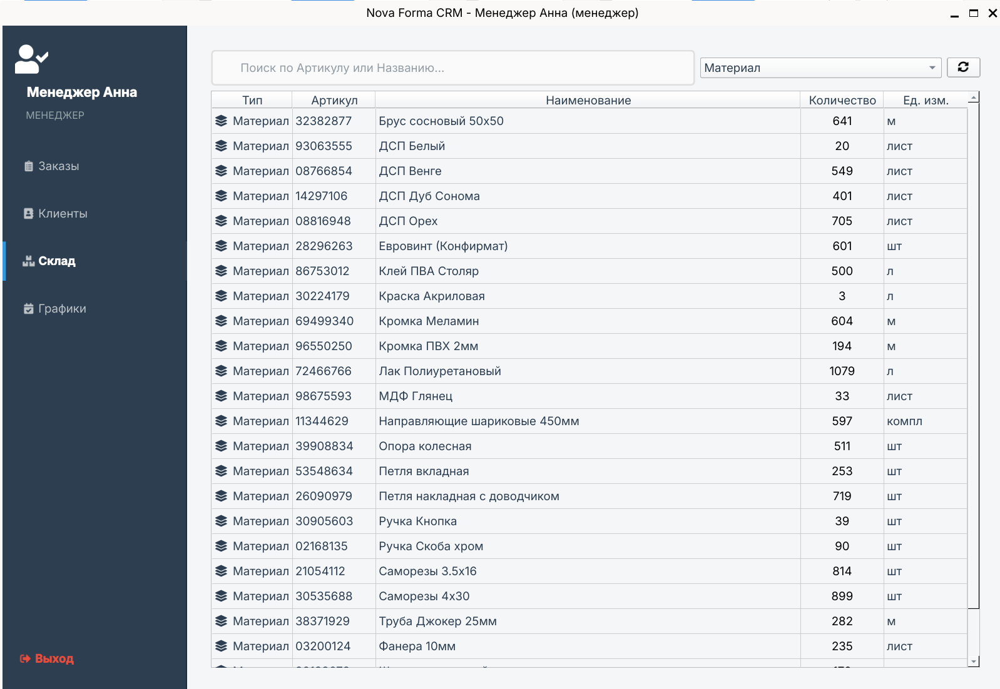 Nova Forma CRM - Менеджер Анна (менеджер)
Менеджер Анна
МЕНЕДЖЕР
Заказы
Клиенты
Склад
Графики
Выход
Поиск по Артикулу или Названию...
Материал
Тип Артикул Наименование Количество Ед. изм.
Материал 32382877 Брус сосновый 50x50 641 м
Материал 93063555 ДСП Белый 20 лист
Материал 08766854 ДСП Венге 549 лист
Материал 14297106 ДСП Дуб Сонома 401 лист
Материал 08816948 ДСП Орех 705 лист
Материал 28296263 Евровинт (Конфирмат) 601 шт
Материал 86753012 Клей ПВА Столяр 500 л
Материал 30224179 Краска Акриловая 3 л
Материал 69499340 Кромка Меламин 604 м
Материал 96550250 Кромка ПВХ 2мм 194 м
Материал 72466766 Лак Полиуретановый 1079 л
Материал 98675593 МДФ Глянец 33 лист
Материал 11344629 Направляющие шариковые 450мм 597 компл
Материал 39908834 Опора колесная 511 шт
Материал 53548634 Петля вкладная 253 шт
Материал 26090979 Петля накладная с доводчиком 719 шт
Материал 30905603 Ручка Кнопка 39 шт
Материал 02168135 Ручка Скоба хром 90 шт
Материал 21054112 Саморезы 3.5x16 814 шт
Материал 30535688 Саморезы 4x30 899 шт
Материал 38371929 Труба Джокер 25мм 282 м
Материал 03200124 Фанера 10мм 235 лист